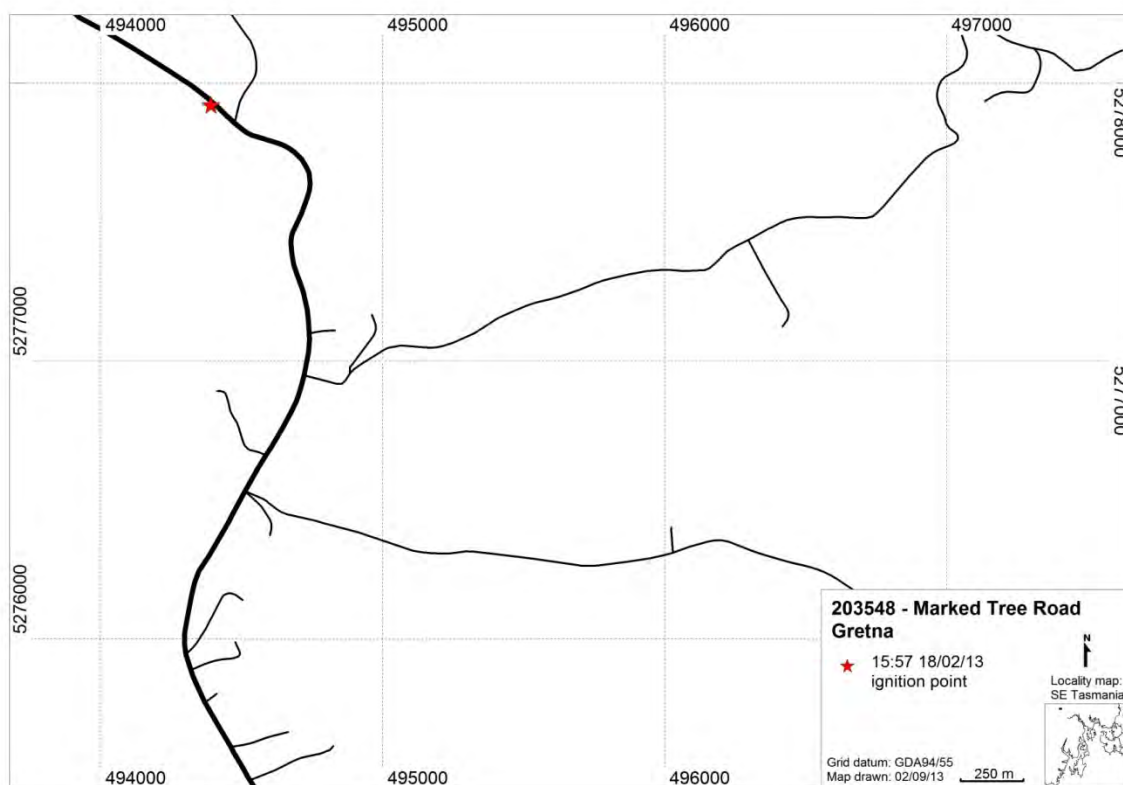 494000
495000
496000
497000
5278000
5277000
5277000
5276000
203548 - Marked Tree Road
Gretna
15:57 18/02/13
ignition point
N
Locality map:
SE Tasmania
Grid datum: GDA94/55
Map drawn: 02/09/13
250 m
494000
495000
496000